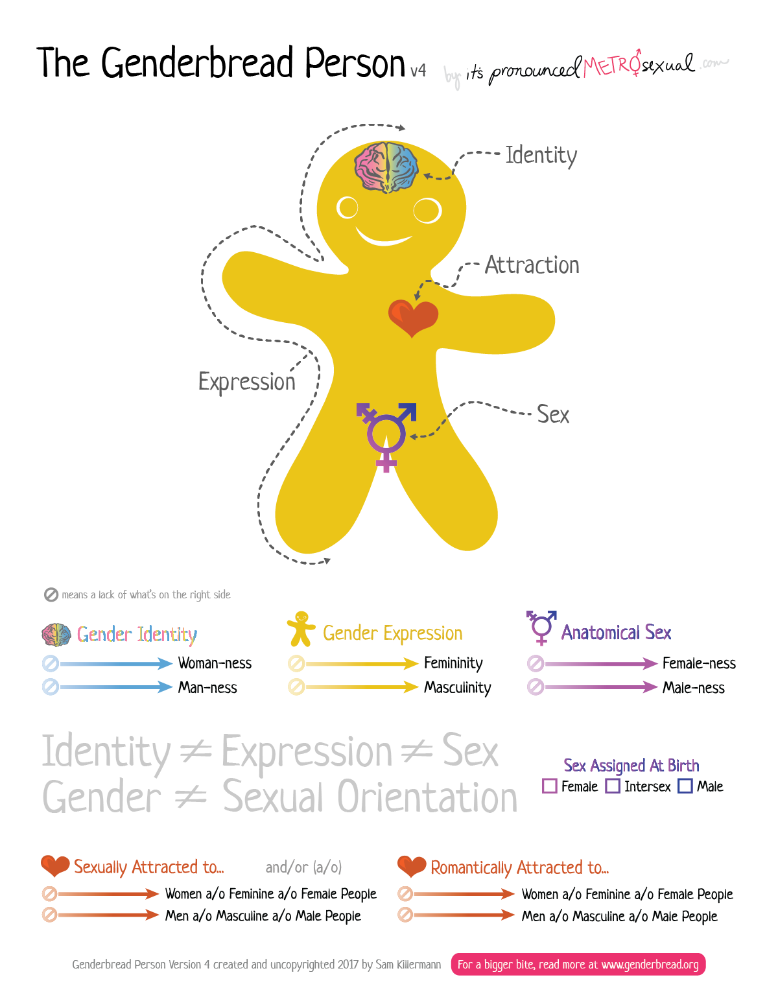 The Genderbread Person v4 by it's pronounced METROsexual .com
Identity
Attraction
Expression
Sex
means a lack of what's on the right side
Gender Identity
Woman-ness
Man-ness
Gender Expression
Femininity
Masculinity
Anatomical Sex
Female-ness
Male-ness
Identity ≠ Expression ≠ Sex
Gender ≠ Sexual Orientation
Sex Assigned At Birth
Female Intersex Male
Sexually Attracted to... and/or (a/o)
Women a/o Feminine a/o Female People
Men a/o Masculine a/o Male People
Romantically Attracted to...
Women a/o Feminine a/o Female People
Men a/o Masculine a/o Male People
Genderbread Person Version 4 created and uncopyrighted 2017 by Sam Killermann
For a bigger bite, read more at www.genderbread.org